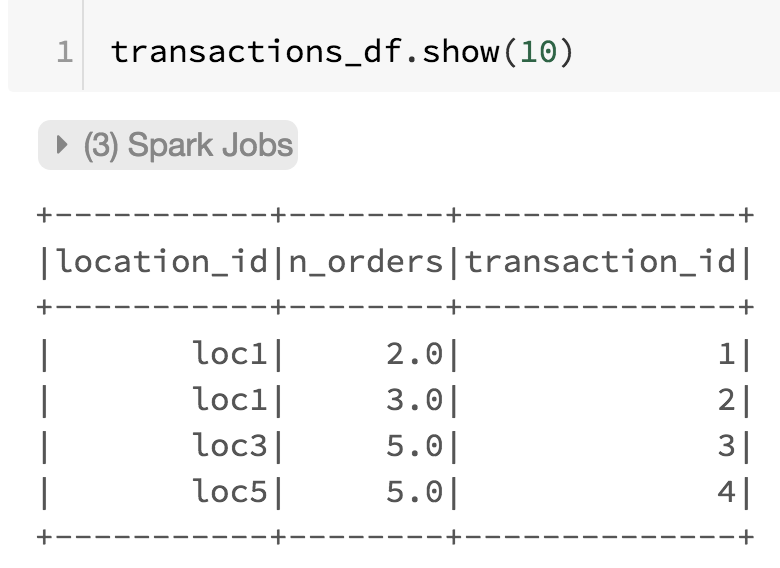 1 transactions_df.show(10)
(3) Spark Jobs
+-----------+--------+--------------+
|location_id|n_orders|transaction_id|
+-----------+--------+--------------+
|       loc1|     2.0|             1|
|       loc1|     3.0|             2|
|       loc3|     5.0|             3|
|       loc5|     5.0|             4|
+-----------+--------+--------------+